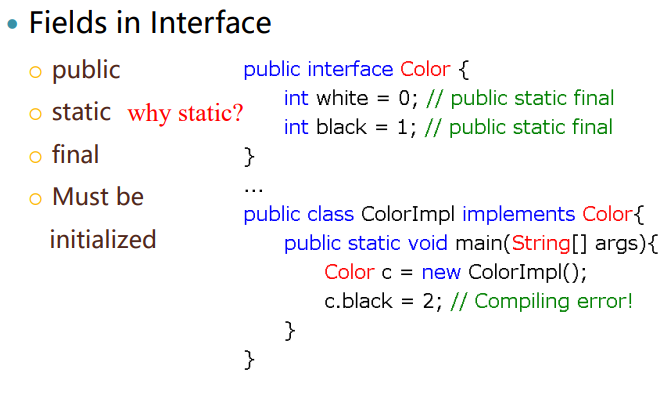 • Fields in Interface
○ public
○ static why static?
○ final
○ Must be
initialized
public interface Color {
int white = 0; // public static final
int black = 1; // public static final
}
...
public class ColorImpl implements Color{
public static void main(String[] args){
Color c = new ColorImpl();
c.black = 2; // Compiling error!
}
}